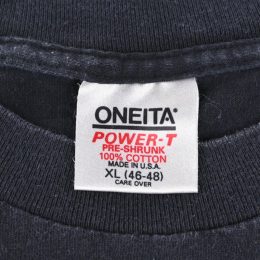 ONEITA®
POWER-T
PRE-SHRUNK
100% COTTON
MADE IN U.S.A.
XL (46-48)
CARE OVER